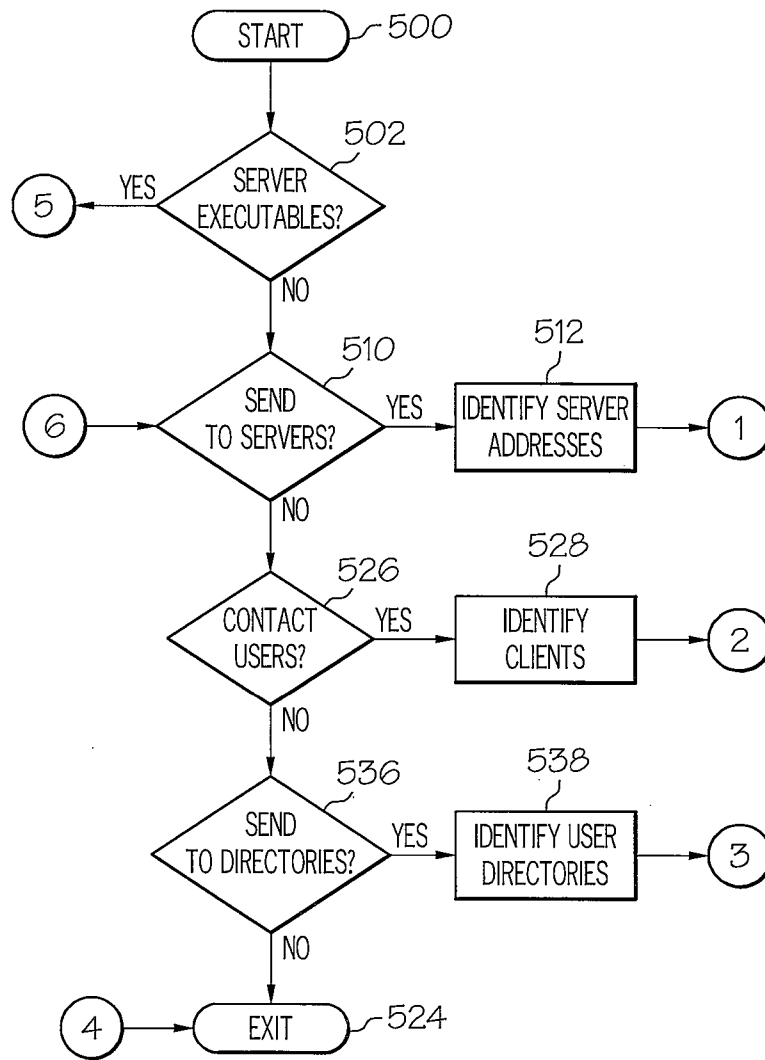 START
500
502
SERVER
EXECUTABLES?
YES
5
NO
510
512
6
SEND
TO SERVERS?
YES
IDENTIFY SERVER
ADDRESSES
1
NO
526
528
CONTACT
USERS?
YES
IDENTIFY
CLIENTS
2
NO
536
538
SEND
TO DIRECTORIES?
YES
IDENTIFY USER
DIRECTORIES
3
NO
4
EXIT
524